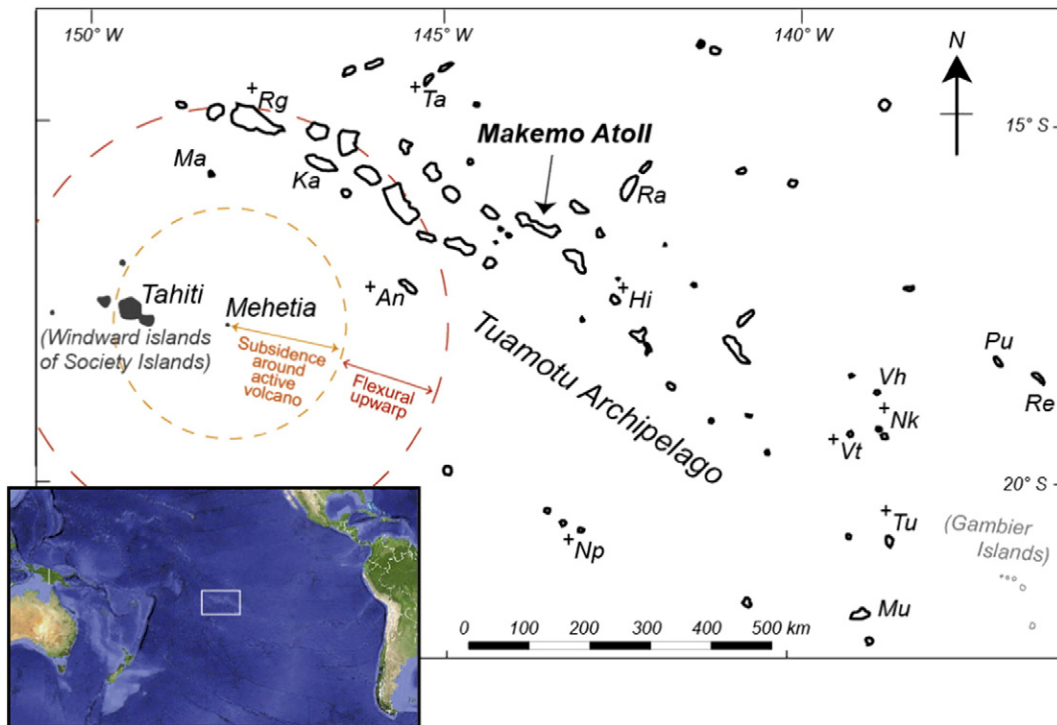 150° W
145° W
140° W
N
15° S
20° S
+Rg
+Ta
Makemo Atoll
Ma
Ka
Ra
+An
Tahiti
Mehetia
(Windward islands
of Society Islands)
Subsidence
around
active
volcano
Flexural
upwarp
+
Hi
Tuamotu Archipelago
Pu
Re
Vh
+
Nk
+
Vt
+
Tu
(Gambier
Islands)
+Np
Mu
0 100 200 300 400 500 km